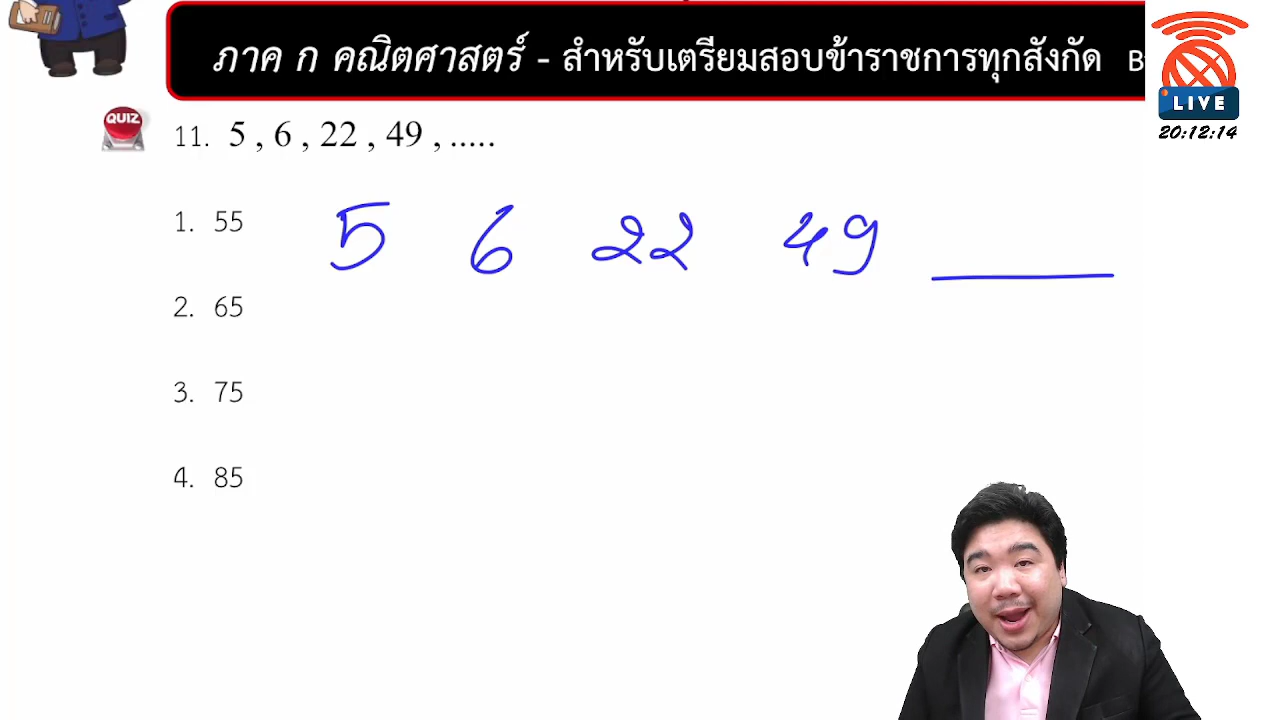 ภาค ก คณิตศาสตร์ - สำหรับเตรียมสอบข้าราชการทุกสังกัด B
LIVE
20:12:14
QUIZ
11. 5 , 6 , 22 , 49 , .....
1. 55
5 6 22 49
2. 65
3. 75
4. 85